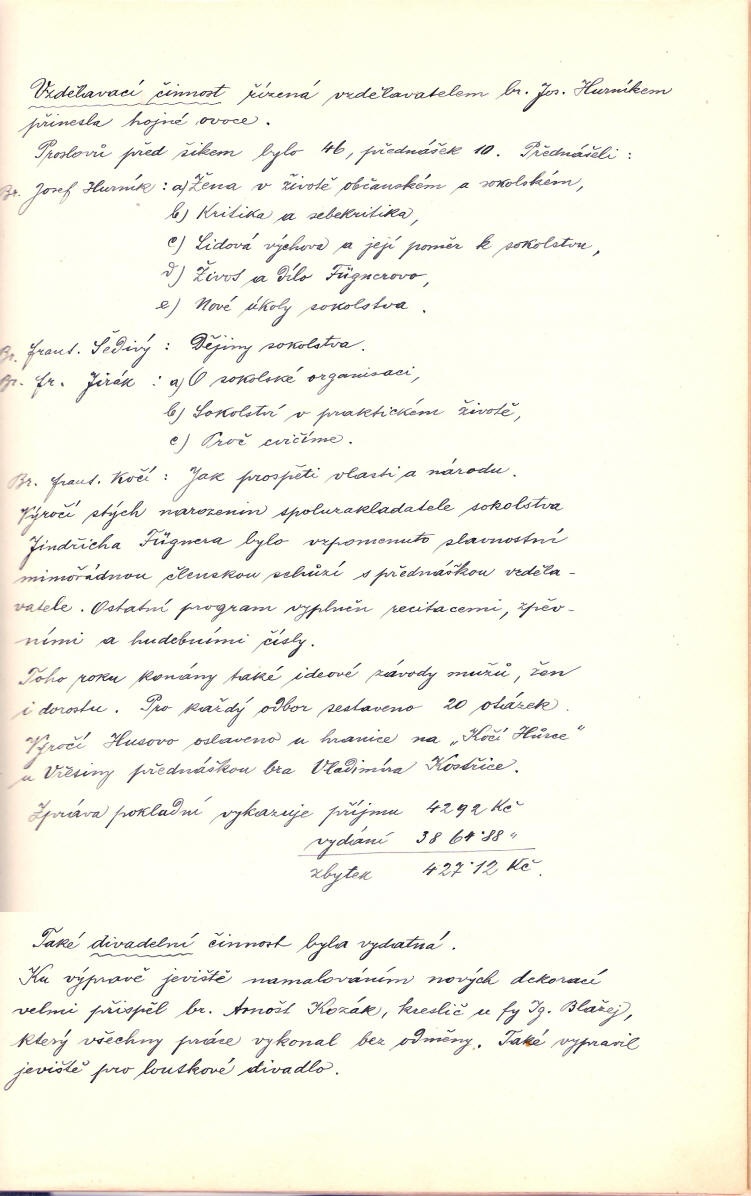 Vzdělavací činnost řízená vzdělavatelem br. Jos. Hurníkem
přinesla hojné ovoce.
Proslovů před šikem bylo 46, přednášek 10. Přednášeli:
Br. Josef Hurník: a) Žena v životě občanském a sokolském,
b) Kritika a sebekritika,
c) Lidová výchova a její poměr k sokolstvu,
d) Život a dílo Fügnerovo,
e) Nové úkoly sokolstva.
Br. Frant. Šedivý: Dějiny sokolstva.
Br. Fr. Jirák: a) O sokolské organisaci,
b) Sokolství v praktickém životě,
c) Proč cvičíme.
Br. Frant. Kočí: Jak prospěti vlasti a národu.
Výročí stých narozenin spoluzakladatele sokolstva
Jindřicha Fügnera bylo vzpomenuto slavnostní
mimořádnou členskou schůzí s přednáškou vzděla-
vatele. Ostatní program vyplněn recitacemi, zpěv-
ními a hudebními čísly.
Toho roku konány také ideové závody mužů, žen
i dorostu. Pro každý odbor sestaveno 20 otázek.
Výročí Husovo oslaveno u hranice na „Kočí Hůrce"
u Vřesiny přednáškou bra Vladimíra Kostřice.
Zpráva pokladní vykazuje příjmu 4292 Kč
vydání 3864·88 "
zbytek 427·12 Kč.
Také divadelní činnost byla vydatná.
Ku výpravě jeviště namalováním nových dekorací
velmi přispěl br. Arnošt Kozák, kreslič u fy Ig. Blažej,
který všechny práce vykonal bez odměny. Také vypravil
jeviště pro loutkové divadlo.